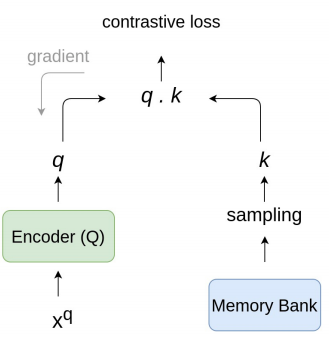 contrastive loss
gradient
q . k
q
k
Encoder (Q)
sampling
Memory Bank
x^q